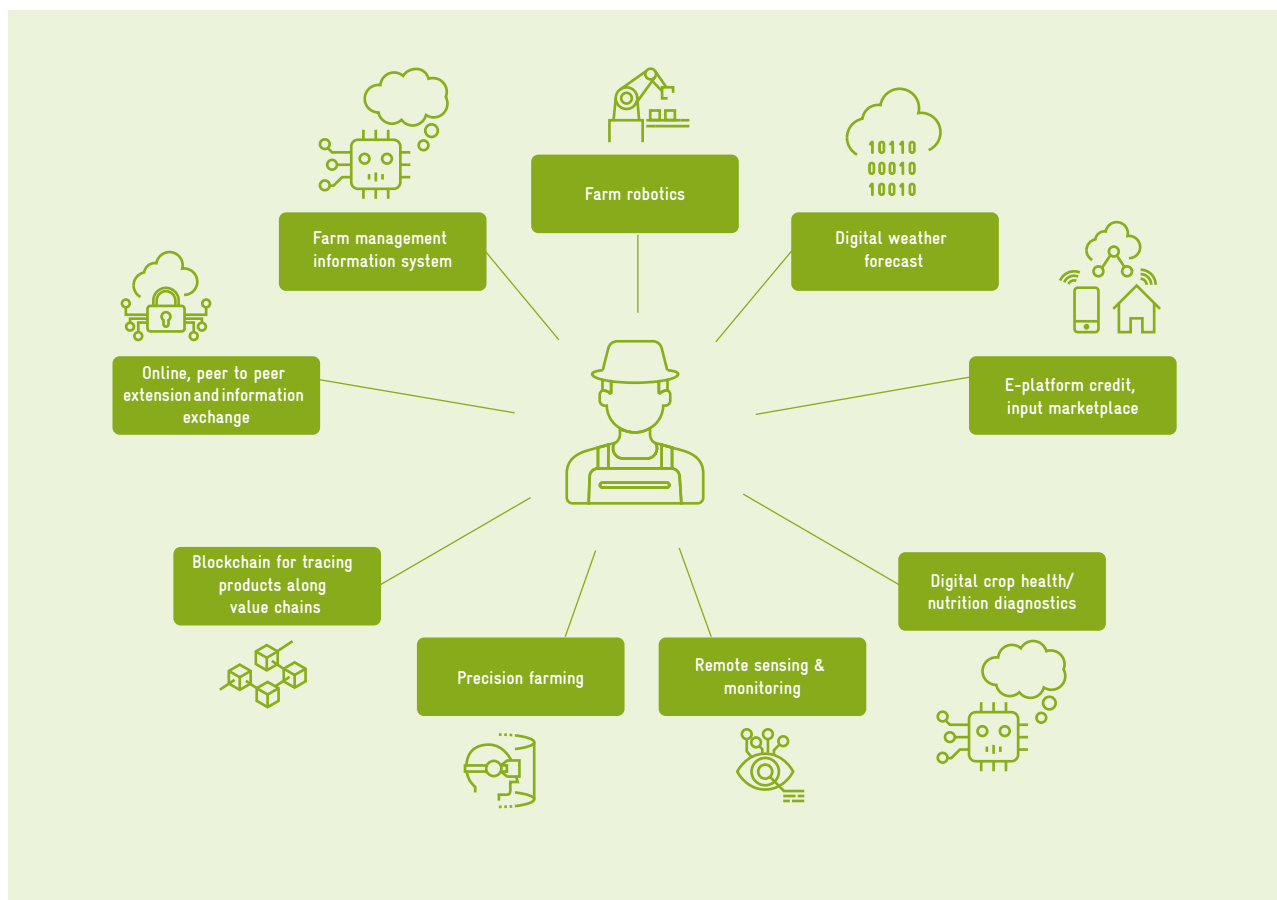 Farm robotics
10110
00010
10010
Farm management
information system
Digital weather
forecast
Online, peer to peer
extension and information
exchange
E-platform credit,
input marketplace
Blockchain for tracing
products along
value chains
Digital crop health/
nutrition diagnostics
Precision farming
Remote sensing &
monitoring